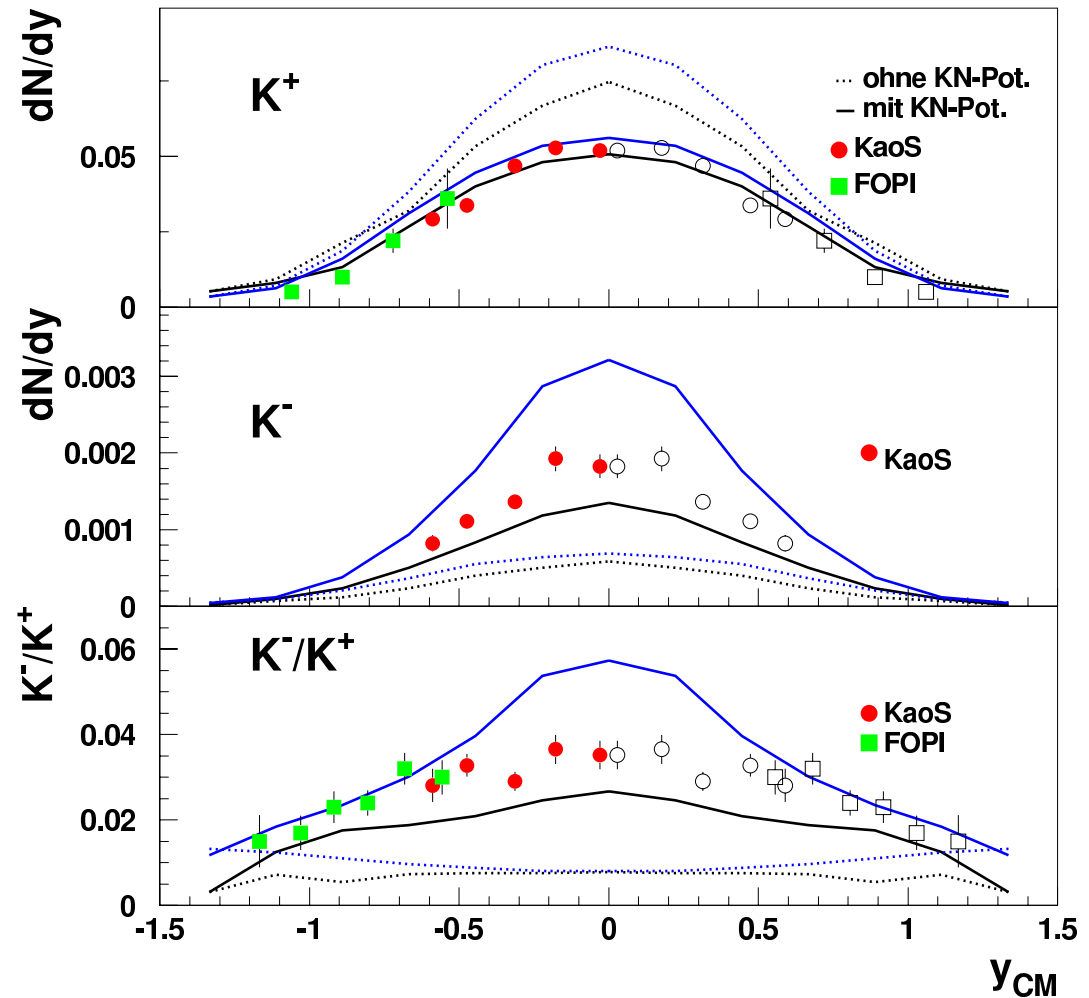 dN/dy
K+
ohne KN-Pot.
mit KN-Pot.
KaoS
FOPI
0.05
0
dN/dy
K-
KaoS
0.003
0.002
0.001
0
K-/K+
K-/K+
KaoS
FOPI
0.06
0.04
0.02
0
-1.5
-1
-0.5
0
0.5
1
1.5
yCM